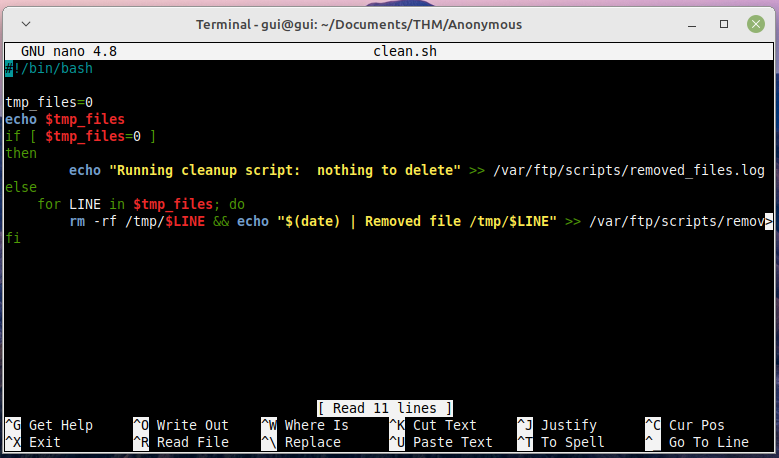 Terminal - gui@gui: ~/Documents/THM/Anonymous
GNU nano 4.8 clean.sh
#!/bin/bash
tmp_files=0
echo $tmp_files
if [ $tmp_files=0 ]
then
        echo "Running cleanup script:  nothing to delete" >> /var/ftp/scripts/removed_files.log
else
    for LINE in $tmp_files; do
        rm -rf /tmp/$LINE && echo "$(date) | Removed file /tmp/$LINE" >> /var/ftp/scripts/remov>
fi
[ Read 11 lines ]
^G Get Help ^O Write Out ^W Where Is ^K Cut Text ^J Justify ^C Cur Pos
^X Exit ^R Read File ^\ Replace ^U Paste Text ^T To Spell ^_ Go To Line